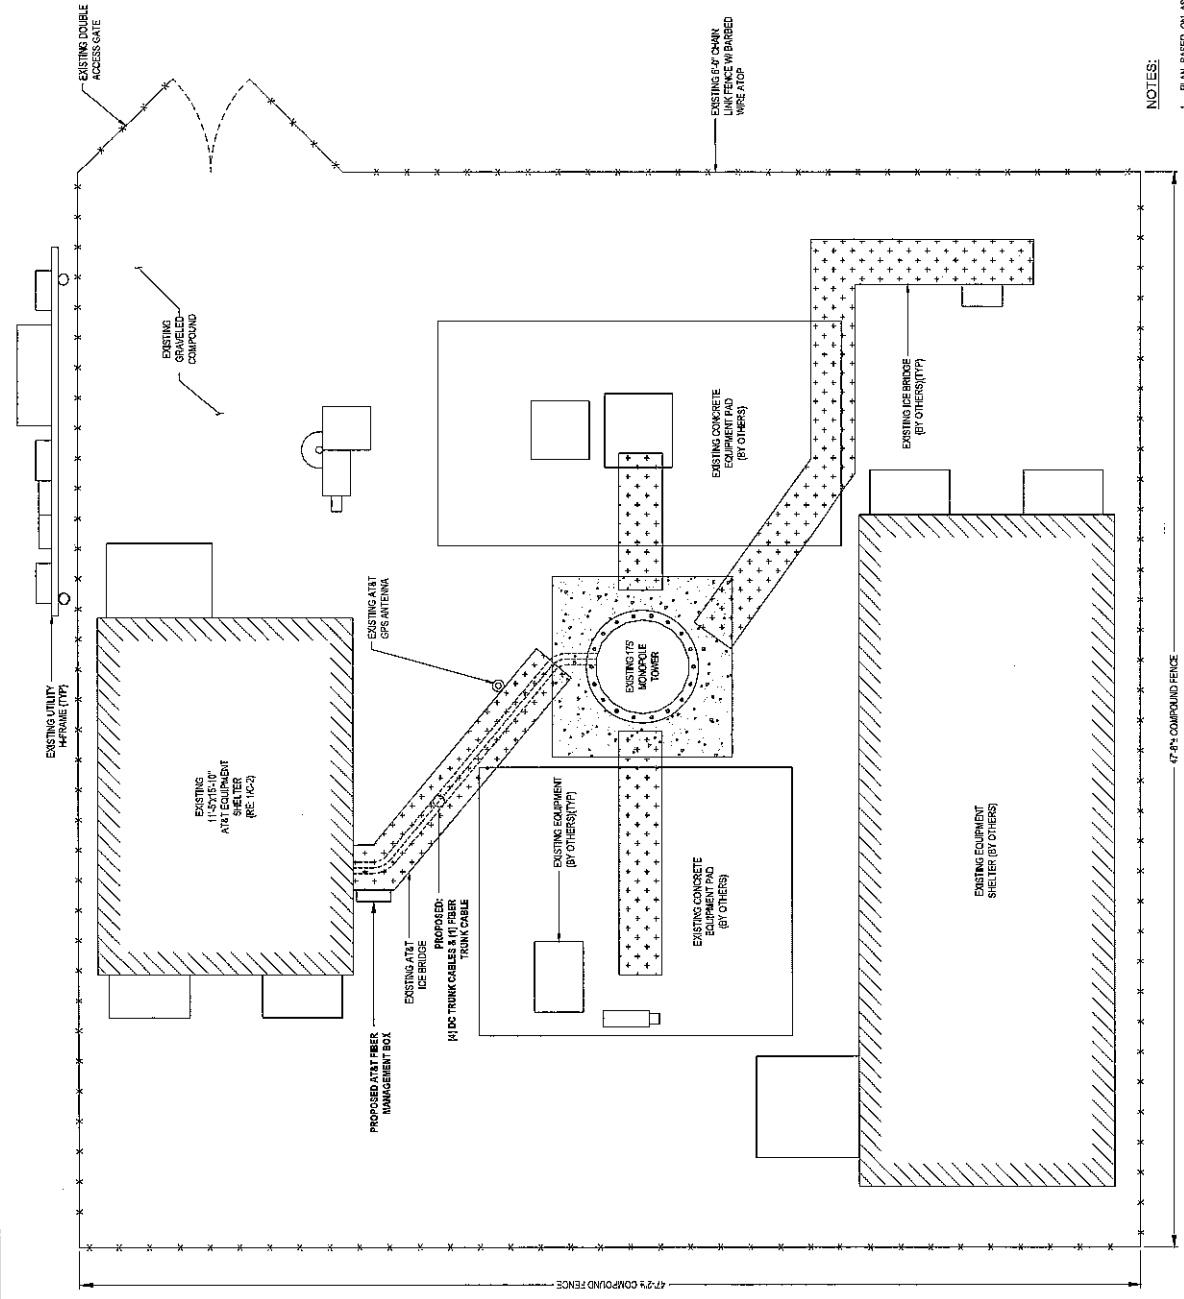 EXISTING DOUBLE
ACCESS GATE
EXISTING 6'-0" CHAIN
LINK FENCE W/ BARBED
WIRE ATOP
NOTES:
EXISTING
GRAVELED
COMPOUND
EXISTING UTILITY
H-FRAME (TYP)
EXISTING AT&T
GPS ANTENNA
EXISTING CONCRETE
EQUIPMENT PAD
(BY OTHERS)
EXISTING ICE BRIDGE
(BY OTHERS)(TYP)
EXISTING 175'
MONOPOLE
TOWER
EXISTING
11'-5"x15'-10"
AT&T EQUIPMENT
SHELTER
(RE: 1/C-2)
EXISTING EQUIPMENT
(BY OTHERS)(TYP)
EXISTING CONCRETE
EQUIPMENT PAD
(BY OTHERS)
EXISTING EQUIPMENT
SHELTER (BY OTHERS)
PROPOSED:
[4] DC TRUNK CABLES & [1] FIBER
TRUNK CABLE
EXISTING AT&T
ICE BRIDGE
PROPOSED AT&T FIBER
MANAGEMENT BOX
47'-8"± COMPOUND FENCE
47'-2"± COMPOUND FENCE